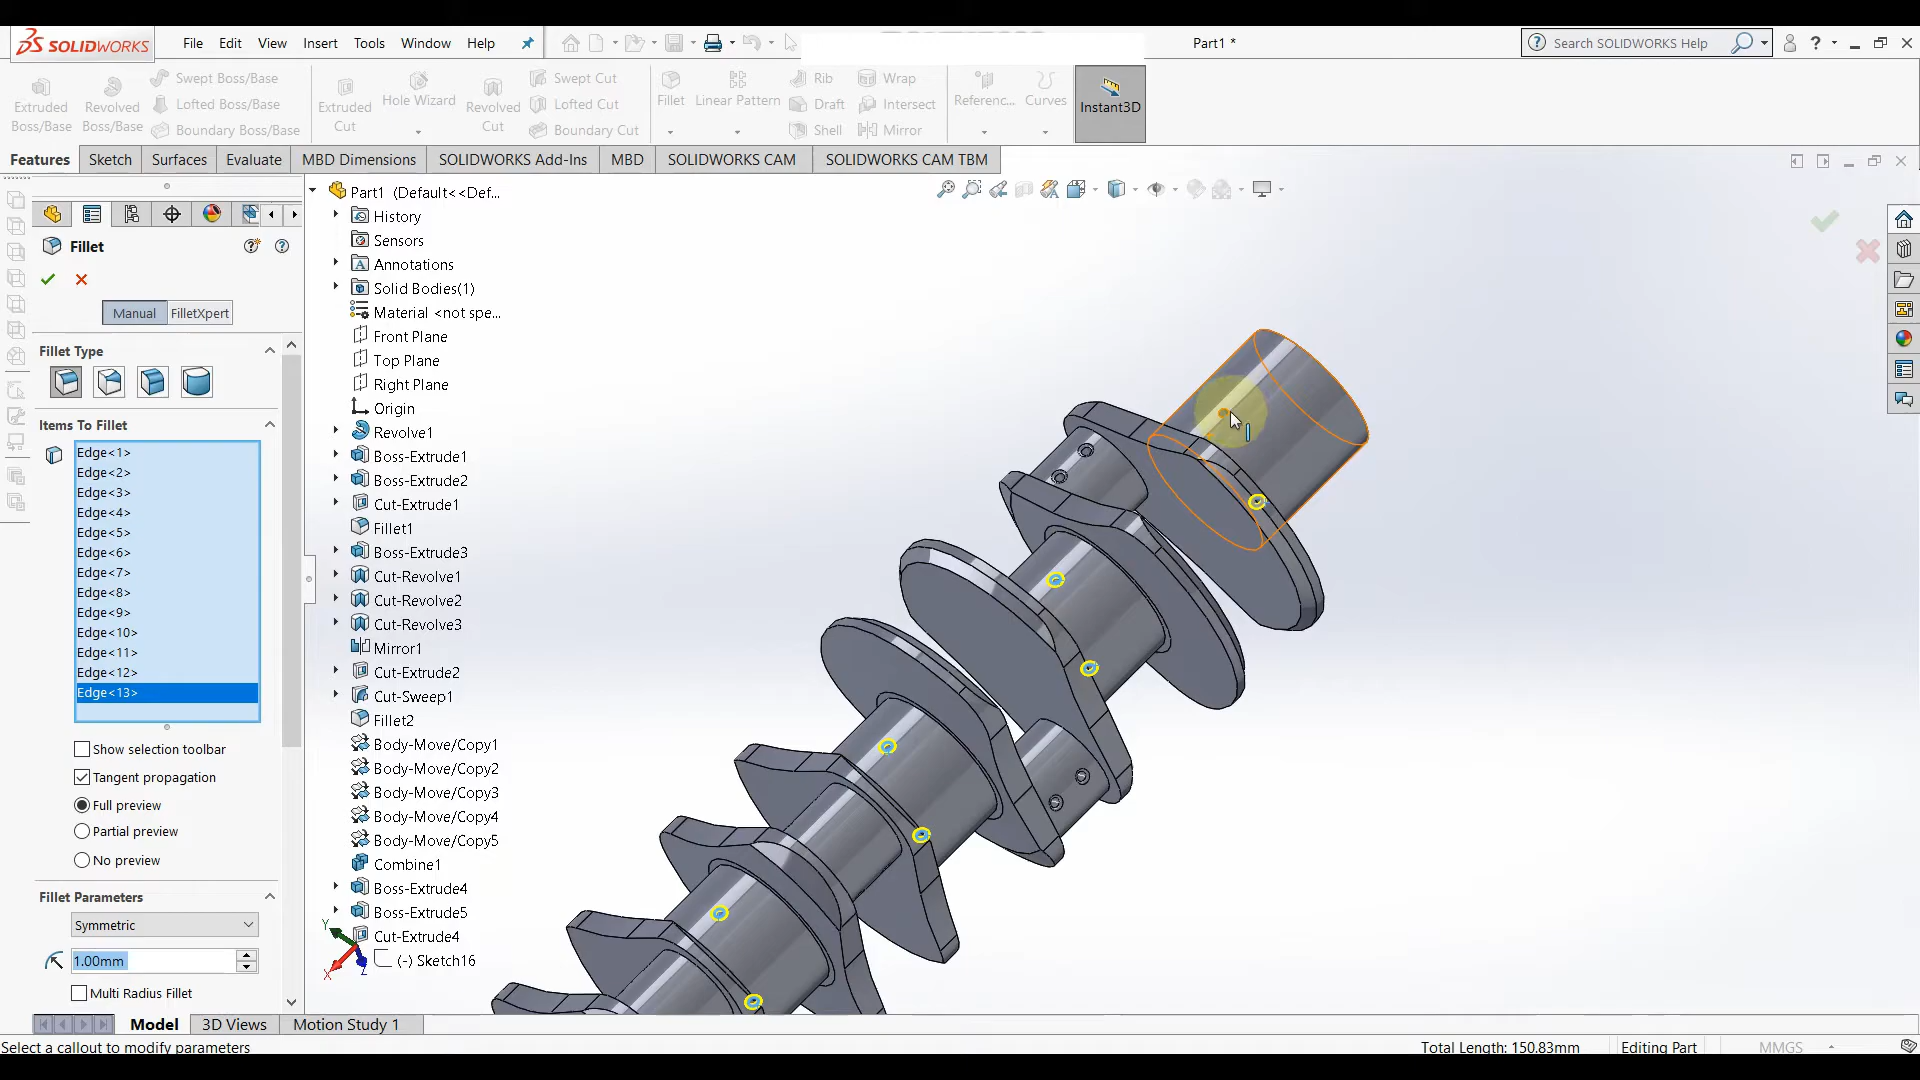 SOLIDWORKS
File Edit View Insert Tools Window Help
Part1 *
Search SOLIDWORKS Help
Extruded Boss/Base
Revolved Boss/Base
Swept Boss/Base
Lofted Boss/Base
Boundary Boss/Base
Extruded Cut
Hole Wizard
Revolved Cut
Swept Cut
Lofted Cut
Boundary Cut
Fillet
Linear Pattern
Rib
Draft
Shell
Wrap
Intersect
Mirror
Referenc...
Curves
Instant3D
Features Sketch Surfaces Evaluate MBD Dimensions SOLIDWORKS Add-Ins MBD SOLIDWORKS CAM SOLIDWORKS CAM TBM
Fillet
Manual FilletXpert
Fillet Type
Items To Fillet
Edge<1>
Edge<2>
Edge<3>
Edge<4>
Edge<5>
Edge<6>
Edge<7>
Edge<8>
Edge<9>
Edge<10>
Edge<11>
Edge<12>
Edge<13>
Show selection toolbar
Tangent propagation
Full preview
Partial preview
No preview
Fillet Parameters
Symmetric
1.00mm
Multi Radius Fillet
Part1 (Default<<Def...
History
Sensors
Annotations
Solid Bodies(1)
Material <not spe...
Front Plane
Top Plane
Right Plane
Origin
Revolve1
Boss-Extrude1
Boss-Extrude2
Cut-Extrude1
Fillet1
Boss-Extrude3
Cut-Revolve1
Cut-Revolve2
Cut-Revolve3
Mirror1
Cut-Extrude2
Cut-Sweep1
Fillet2
Body-Move/Copy1
Body-Move/Copy2
Body-Move/Copy3
Body-Move/Copy4
Body-Move/Copy5
Combine1
Boss-Extrude4
Boss-Extrude5
Cut-Extrude4
(-) Sketch16
Y
X
Z
Model 3D Views Motion Study 1
Select a callout to modify parameters
Total Length: 150.83mm
Editing Part
MMGS